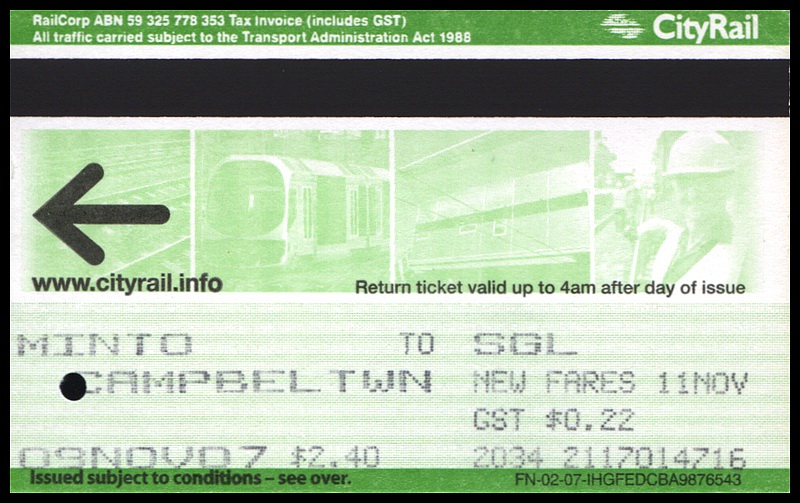 RailCorp ABN 59 325 778 353 Tax Invoice (includes GST)
All traffic carried subject to the Transport Administration Act 1988
CityRail
www.cityrail.info
Return ticket valid up to 4am after day of issue
MINTO TO SGL
CAMPBELTWN NEW FARES 11NOV
GST $0.22
09NOV07 $2.40 2034 2117014716
Issued subject to conditions – see over.
FN-02-07-IHGFEDCBA9876543